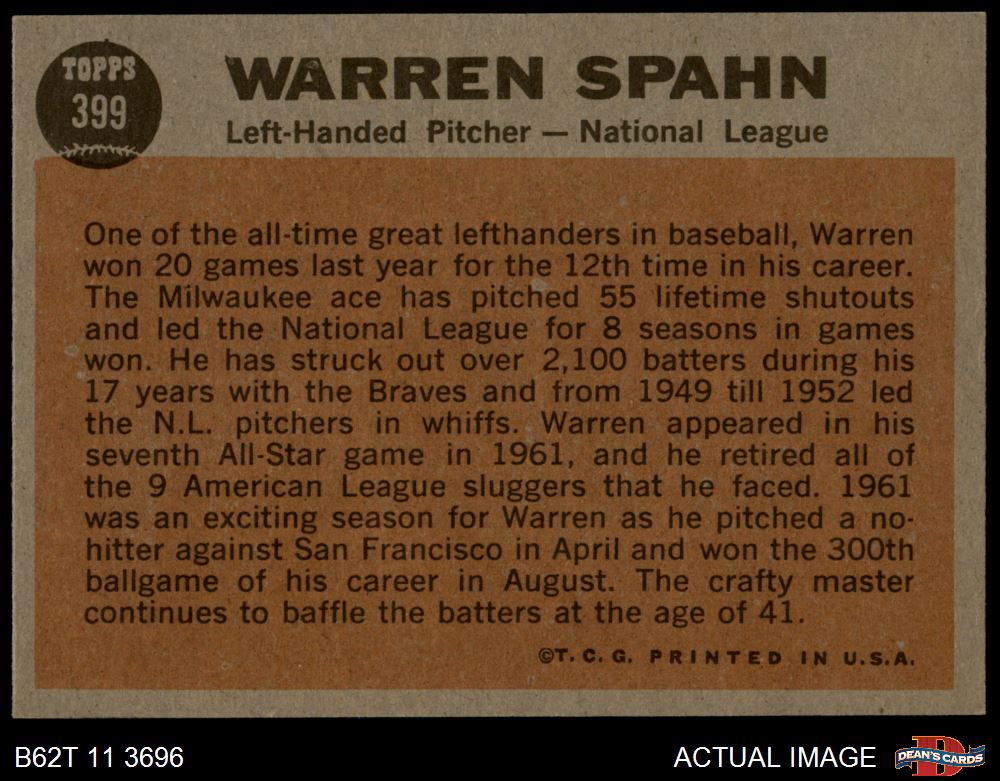 TOPPS
399
WARREN SPAHN
Left-Handed Pitcher — National League
One of the all-time great lefthanders in baseball, Warren
won 20 games last year for the 12th time in his career.
The Milwaukee ace has pitched 55 lifetime shutouts
and led the National League for 8 seasons in games
won. He has struck out over 2,100 batters during his
17 years with the Braves and from 1949 till 1952 led
the N.L. pitchers in whiffs. Warren appeared in his
seventh All-Star game in 1961, and he retired all of
the 9 American League sluggers that he faced. 1961
was an exciting season for Warren as he pitched a no-
hitter against San Francisco in April and won the 300th
ballgame of his career in August. The crafty master
continues to baffle the batters at the age of 41.
©T. C. G. PRINTED IN U.S.A.
B62T 11 3696
ACTUAL IMAGE
D
DEAN'S CARDS